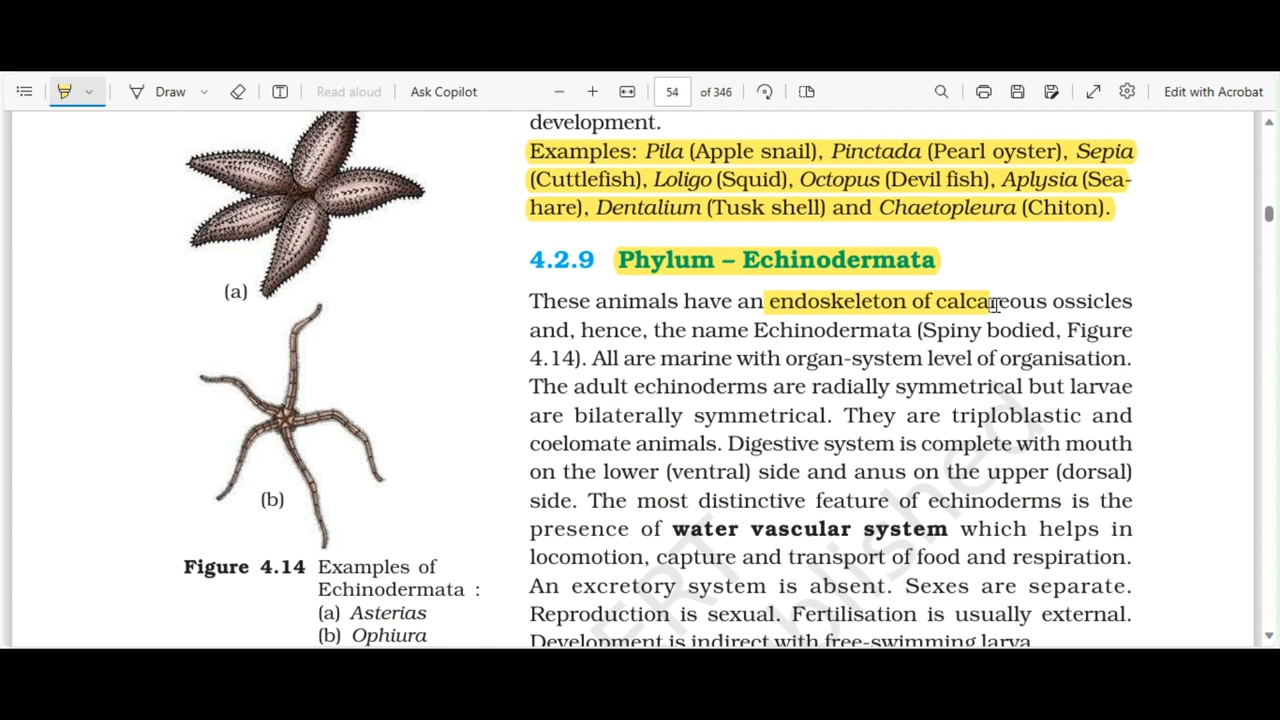 Draw
Read aloud
Ask Copilot
54
of 346
Edit with Acrobat
development.
Examples: Pila (Apple snail), Pinctada (Pearl oyster), Sepia
(Cuttlefish), Loligo (Squid), Octopus (Devil fish), Aplysia (Sea-
hare), Dentalium (Tusk shell) and Chaetopleura (Chiton).
4.2.9 Phylum – Echinodermata
These animals have an endoskeleton of calcareous ossicles
and, hence, the name Echinodermata (Spiny bodied, Figure
4.14). All are marine with organ-system level of organisation.
The adult echinoderms are radially symmetrical but larvae
are bilaterally symmetrical. They are triploblastic and
coelomate animals. Digestive system is complete with mouth
on the lower (ventral) side and anus on the upper (dorsal)
side. The most distinctive feature of echinoderms is the
presence of water vascular system which helps in
locomotion, capture and transport of food and respiration.
An excretory system is absent. Sexes are separate.
Reproduction is sexual. Fertilisation is usually external.
Development is indirect with free-swimming larva.
(a)
(b)
Figure 4.14 Examples of
Echinodermata :
(a) Asterias
(b) Ophiura